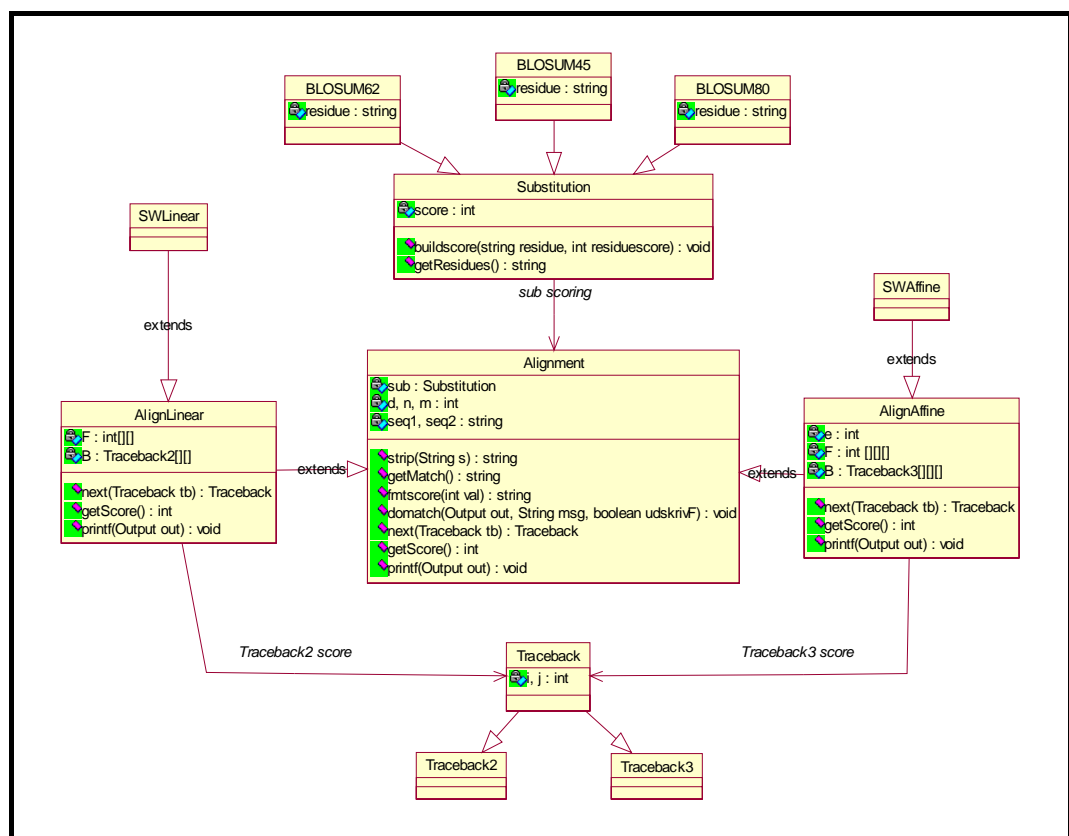 BLOSUM62
residue : string
BLOSUM45
residue : string
BLOSUM80
residue : string
Substitution
score : int
buildscore(string residue, int residuescore) : void
getResidues() : string
sub scoring
SWLinear
extends
SWAffine
extends
Alignment
sub : Substitution
d, n, m : int
seq1, seq2 : string
strip(String s) : string
getMatch() : string
fmtscore(int val) : string
domatch(Output out, String msg, boolean udskrivF) : void
next(Traceback tb) : Traceback
getScore() : int
printf(Output out) : void
AlignLinear
F : int[][]
B : Traceback2[][]
next(Traceback tb) : Traceback
getScore() : int
printf(Output out) : void
extends
AlignAffine
e : int
F : int [][][]
B : Traceback3[][][]
next(Traceback tb) : Traceback
getScore() : int
printf(Output out) : void
extends
Traceback2 score
Traceback3 score
Traceback
i, j : int
Traceback2
Traceback3